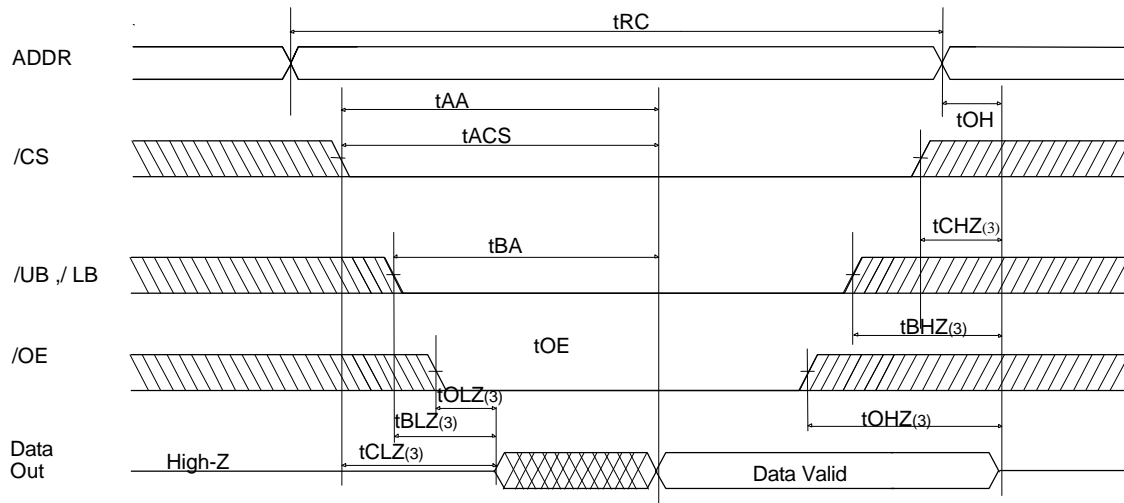 tRC
ADDR
tAA
tOH
tACS
/CS
tCHZ(3)
tBA
/UB ,/ LB
tBHZ(3)
tOE
/OE
tOLZ(3)
tBLZ(3)
tOHZ(3)
tCLZ(3)
Data
Out
High-Z
Data Valid